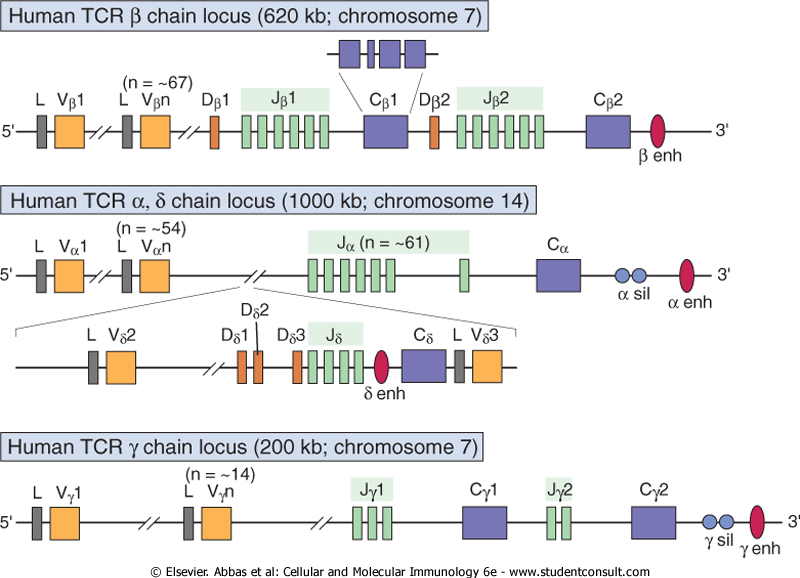 Human TCR β chain locus (620 kb; chromosome 7)
(n = ~67)
L Vβ1 L Vβn Dβ1 Jβ1 Cβ1 Dβ2 Jβ2 Cβ2
5' 3'
β enh
Human TCR α, δ chain locus (1000 kb; chromosome 14)
(n = ~54)
L Vα1 L Vαn Jα (n = ~61) Cα
5' 3'
α sil α enh
Dδ2
L Vδ2 Dδ1 Dδ3 Jδ Cδ L Vδ3
δ enh
Human TCR γ chain locus (200 kb; chromosome 7)
(n = ~14)
L Vγ1 L Vγn Jγ1 Cγ1 Jγ2 Cγ2
5' 3'
γ sil γ enh
© Elsevier. Abbas et al: Cellular and Molecular Immunology 6e - www.studentconsult.com